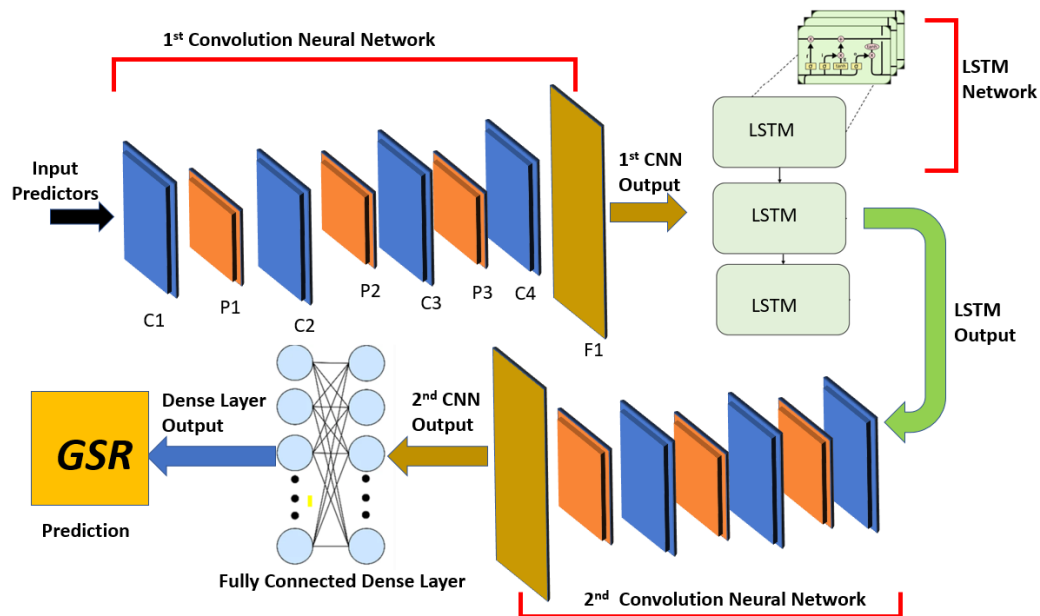 1st Convolution Neural Network
LSTM
Network
Input
Predictors
1st CNN
Output
LSTM
LSTM
LSTM
C1
P1
C2
P2
C3
P3
C4
F1
LSTM
Output
Dense Layer
Output
2nd CNN
Output
GSR
Prediction
Fully Connected Dense Layer
2nd Convolution Neural Network